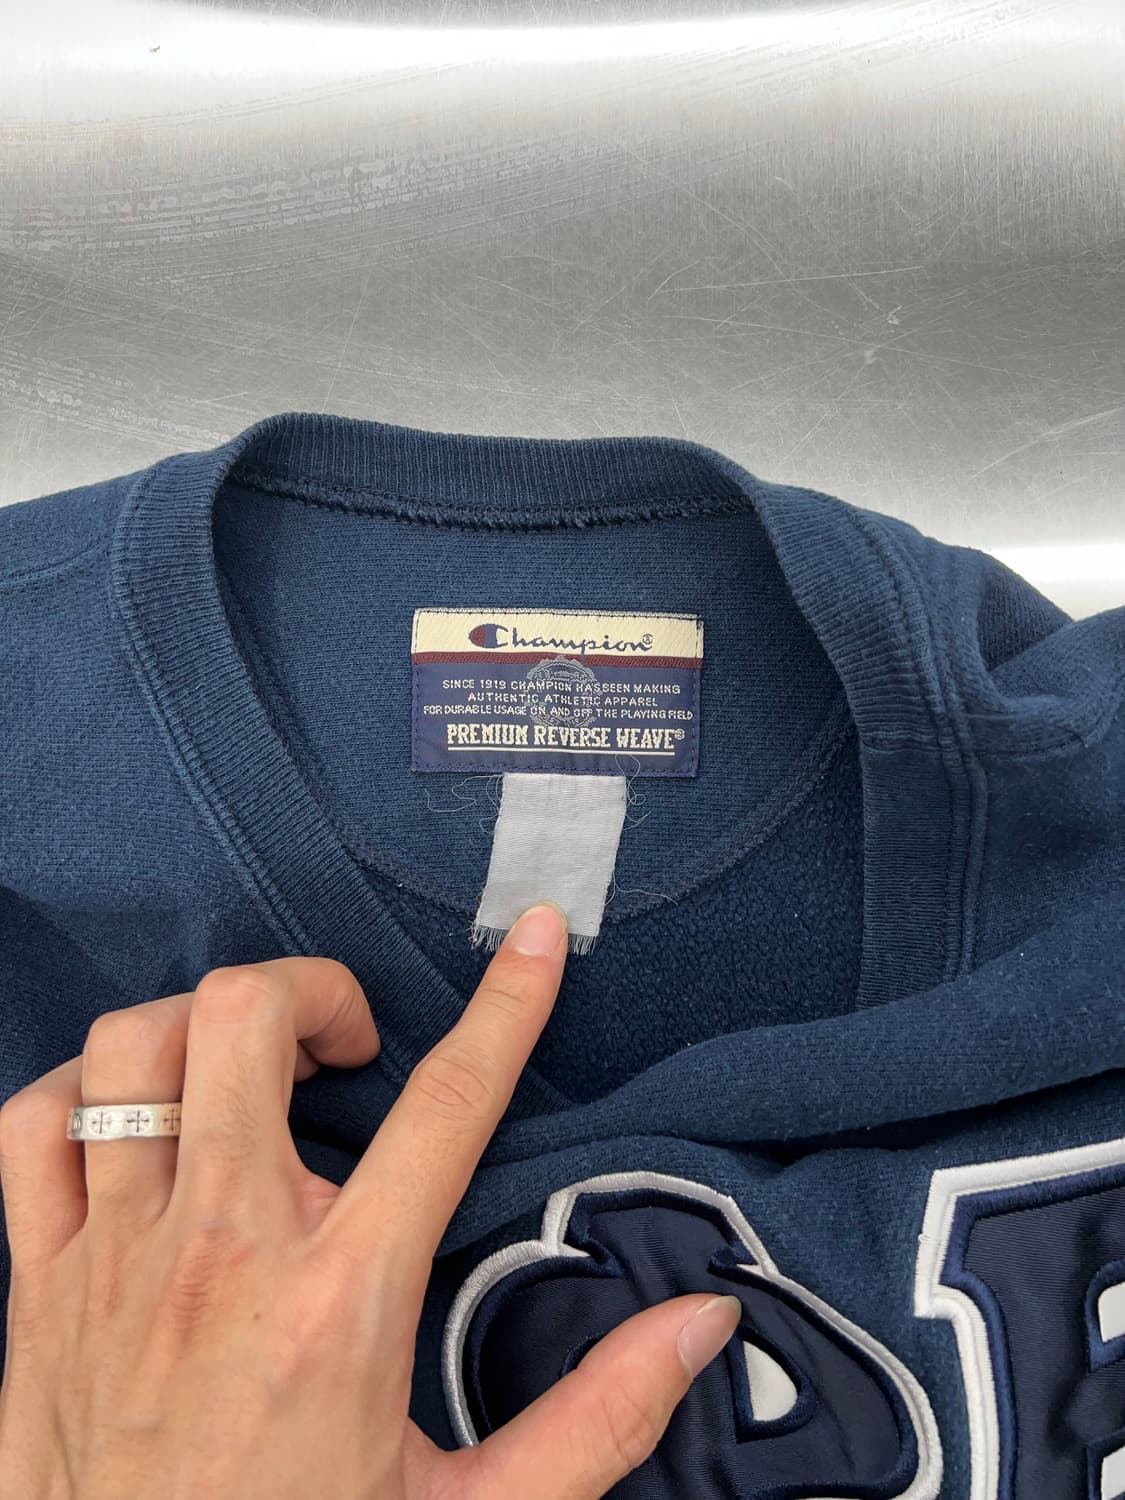 Champion®
SINCE 1919 CHAMPION HAS BEEN MAKING
AUTHENTIC ATHLETIC APPAREL
FOR DURABLE USAGE ON AND OFF THE PLAYING FIELD
PREMIUM REVERSE WEAVE®